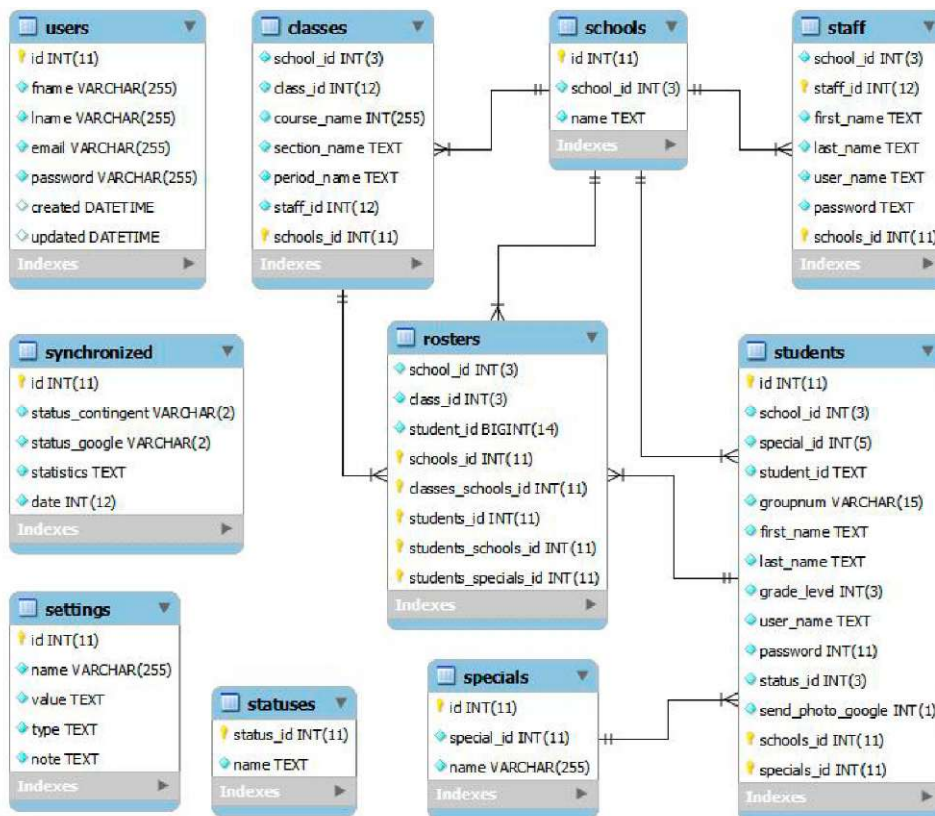 users
id INT(11)
fname VARCHAR(255)
lname VARCHAR(255)
email VARCHAR(255)
password VARCHAR(255)
created DATETIME
updated DATETIME
Indexes
classes
school_id INT(3)
class_id INT(12)
course_name INT(255)
section_name TEXT
period_name TEXT
staff_id INT(12)
schools_id INT(11)
Indexes
schools
id INT(11)
school_id INT(3)
name TEXT
Indexes
staff
school_id INT(3)
staff_id INT(12)
first_name TEXT
last_name TEXT
user_name TEXT
password TEXT
schools_id INT(11)
Indexes
synchronized
id INT(11)
status_contingent VARCHAR(2)
status_google VARCHAR(2)
statistics TEXT
date INT(12)
Indexes
rosters
school_id INT(3)
class_id INT(3)
student_id BIGINT(14)
schools_id INT(11)
classes_schools_id INT(11)
students_id INT(11)
students_schools_id INT(11)
students_specials_id INT(11)
Indexes
students
id INT(11)
school_id INT(3)
special_id INT(5)
student_id TEXT
groupnum VARCHAR(15)
first_name TEXT
last_name TEXT
grade_level INT(3)
user_name TEXT
password INT(11)
status_id INT(3)
send_photo_google INT(1)
schools_id INT(11)
specials_id INT(11)
Indexes
settings
id INT(11)
name VARCHAR(255)
value TEXT
type TEXT
note TEXT
Indexes
statuses
status_id INT(11)
name TEXT
Indexes
specials
id INT(11)
special_id INT(11)
name VARCHAR(255)
Indexes